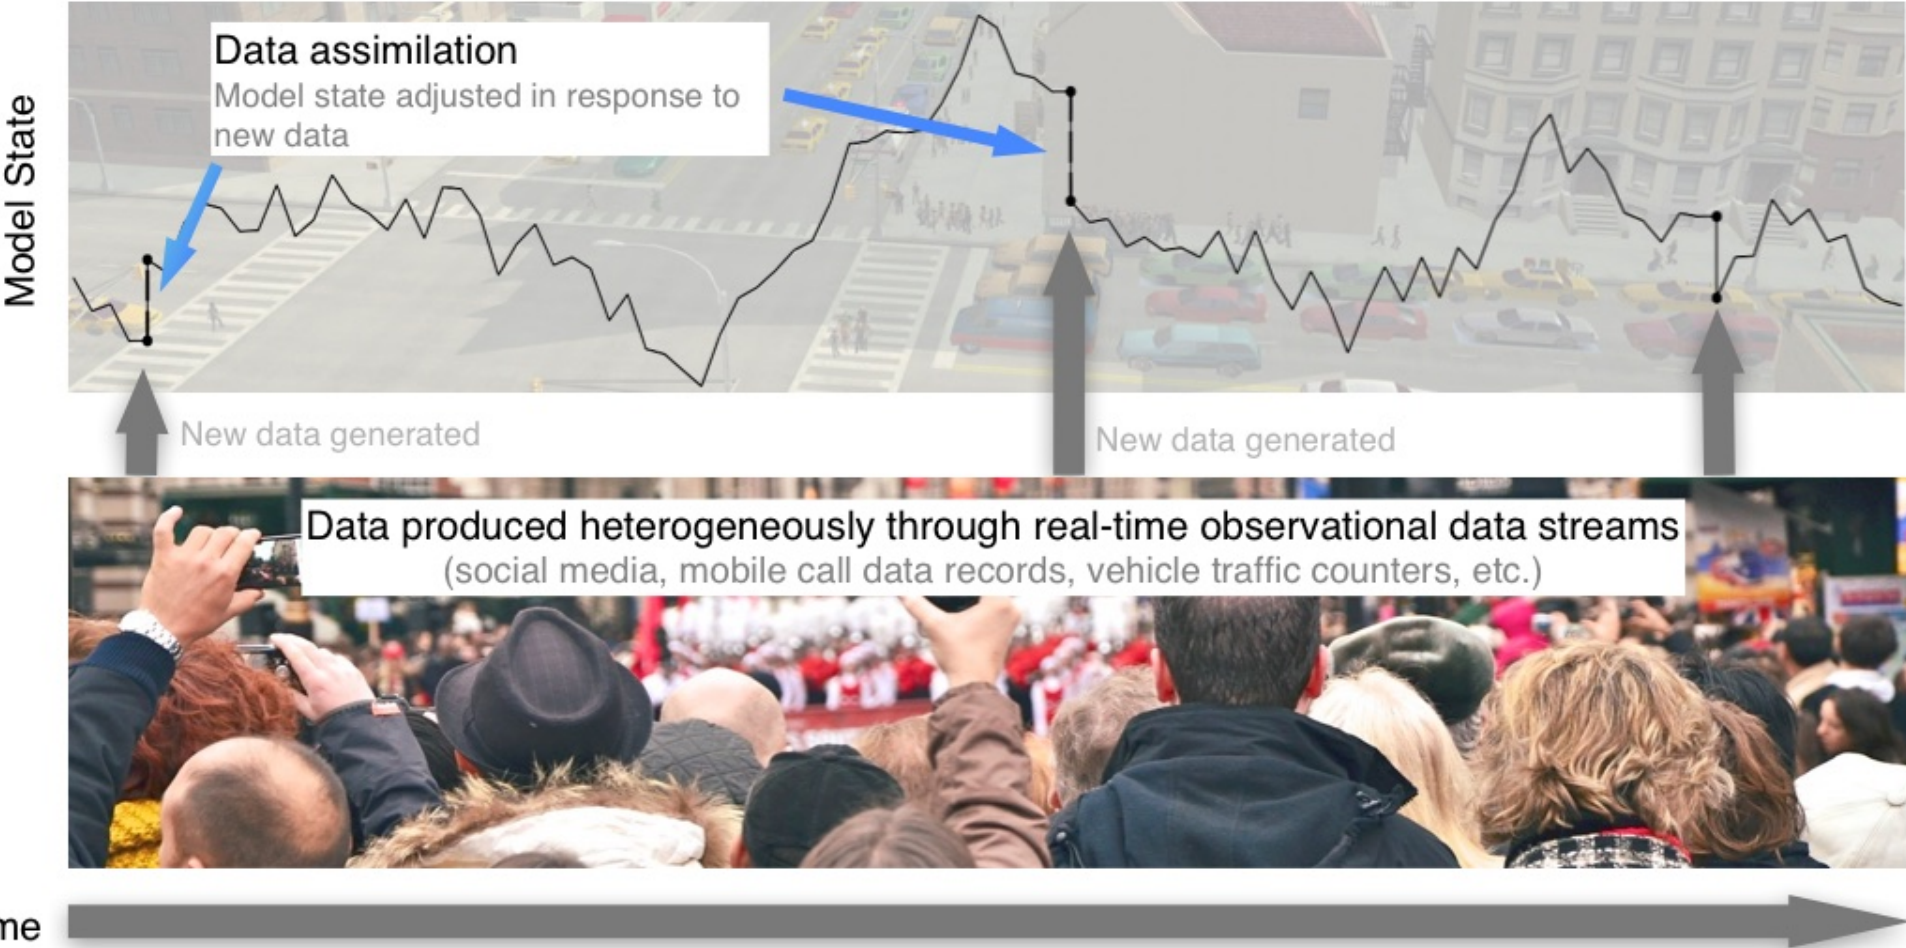 Data assimilation
Model state adjusted in response to
new data
Model State
New data generated
New data generated
Data produced heterogeneously through real-time observational data streams
(social media, mobile call data records, vehicle traffic counters, etc.)
me